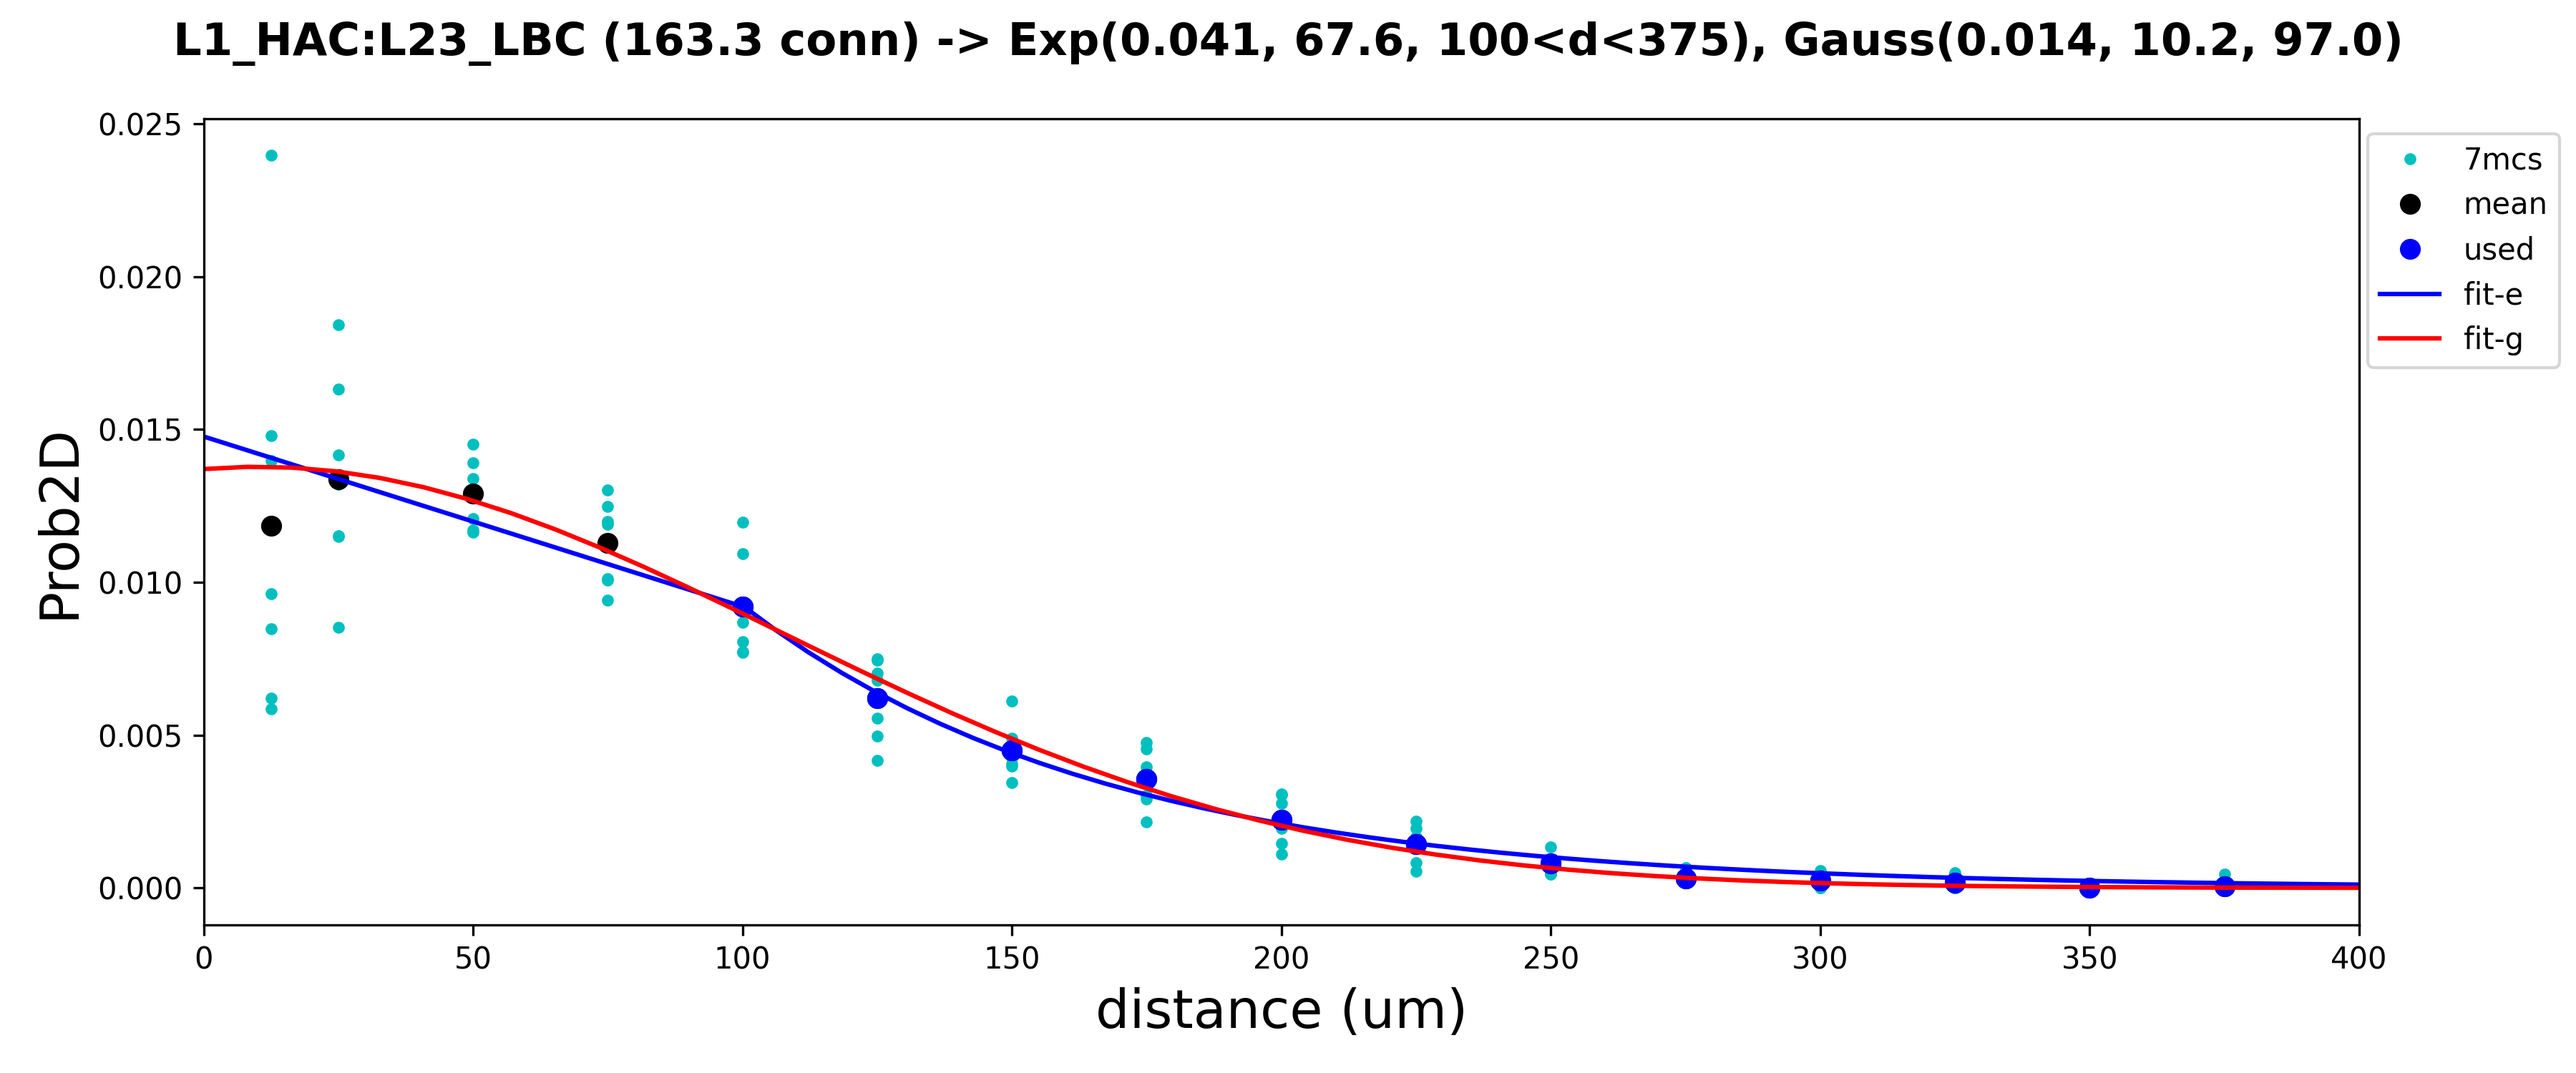 L1_HAC:L23_LBC (163.3 conn) -> Exp(0.041, 67.6, 100<d<375), Gauss(0.014, 10.2, 97.0)
0.025
0.020
0.015
0.010
0.005
0.000
Prob2D
0 50 100 150 200 250 300 350 400
distance (um)
7mcs
mean
used
fit-e
fit-g